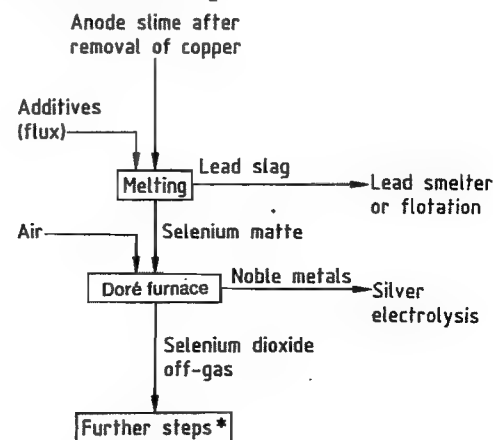 Anode slime after
removal of copper
Additives
(flux)
Melting
Lead slag
Lead smelter
or flotation
Air
Selenium matte
Doré furnace
Noble metals
Silver
electrolysis
Selenium dioxide
off-gas
Further steps*